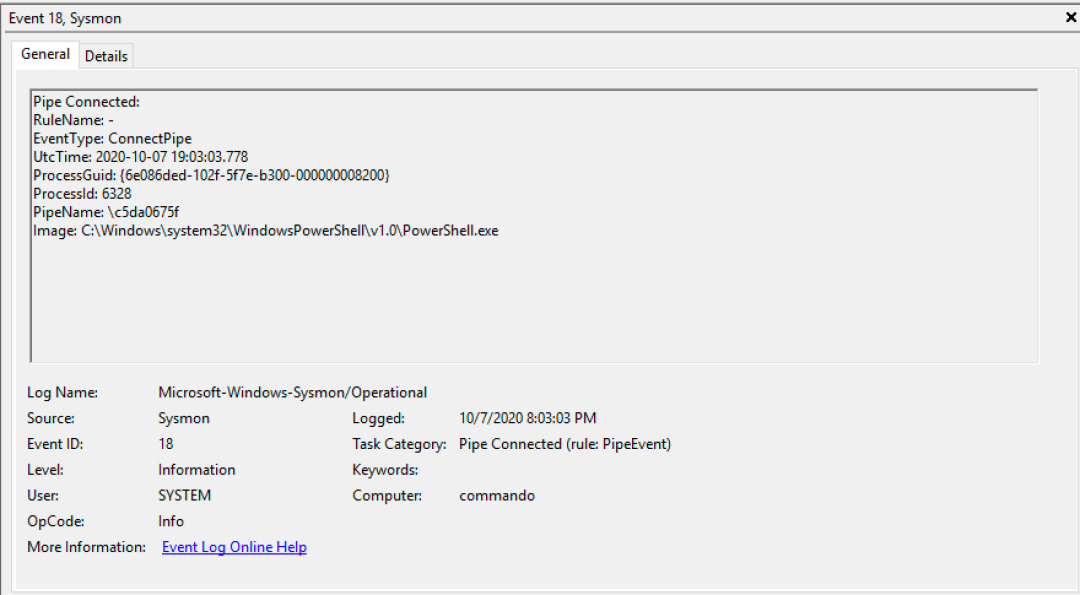 Event 18, Sysmon
General Details
Pipe Connected:
RuleName: -
EventType: ConnectPipe
UtcTime: 2020-10-07 19:03:03.778
ProcessGuid: {6e086ded-102f-5f7e-b300-000000008200}
ProcessId: 6328
PipeName: \c5da0675f
Image: C:\Windows\system32\WindowsPowerShell\v1.0\PowerShell.exe
Log Name: Microsoft-Windows-Sysmon/Operational
Source: Sysmon Logged: 10/7/2020 8:03:03 PM
Event ID: 18 Task Category: Pipe Connected (rule: PipeEvent)
Level: Information Keywords:
User: SYSTEM Computer: commando
OpCode: Info
More Information: Event Log Online Help